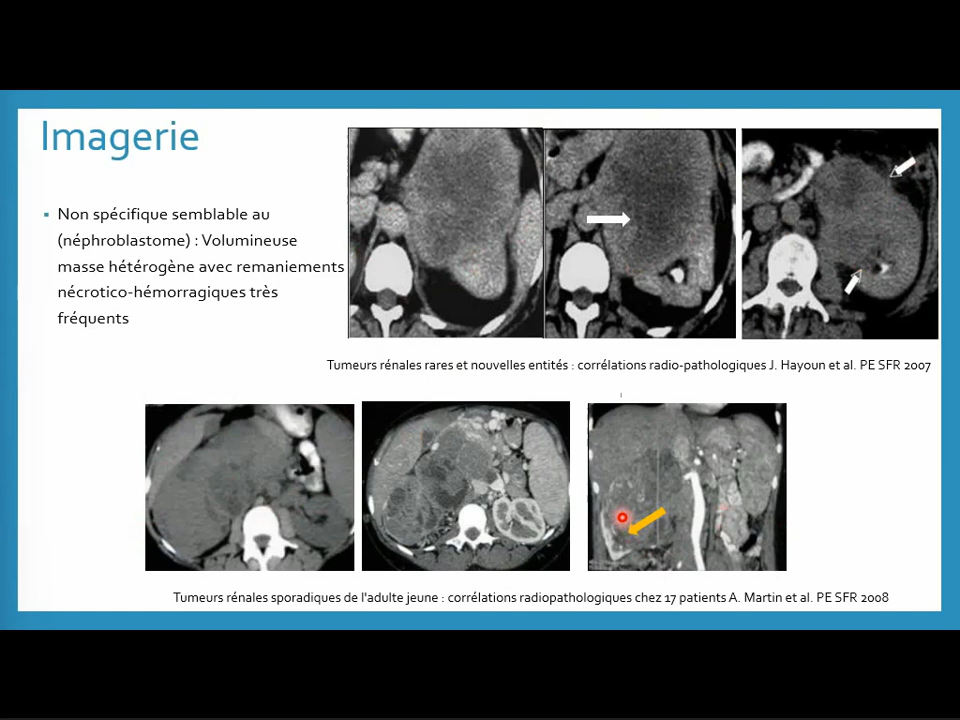 Imagerie
▪ Non spécifique semblable au
(néphroblastome) : Volumineuse
masse hétérogène avec remaniements
nécrotico-hémorragiques très
fréquents
Tumeurs rénales rares et nouvelles entités : corrélations radio-pathologiques J. Hayoun et al. PE SFR 2007
Tumeurs rénales sporadiques de l'adulte jeune : corrélations radiopathologiques chez 17 patients A. Martin et al. PE SFR 2008